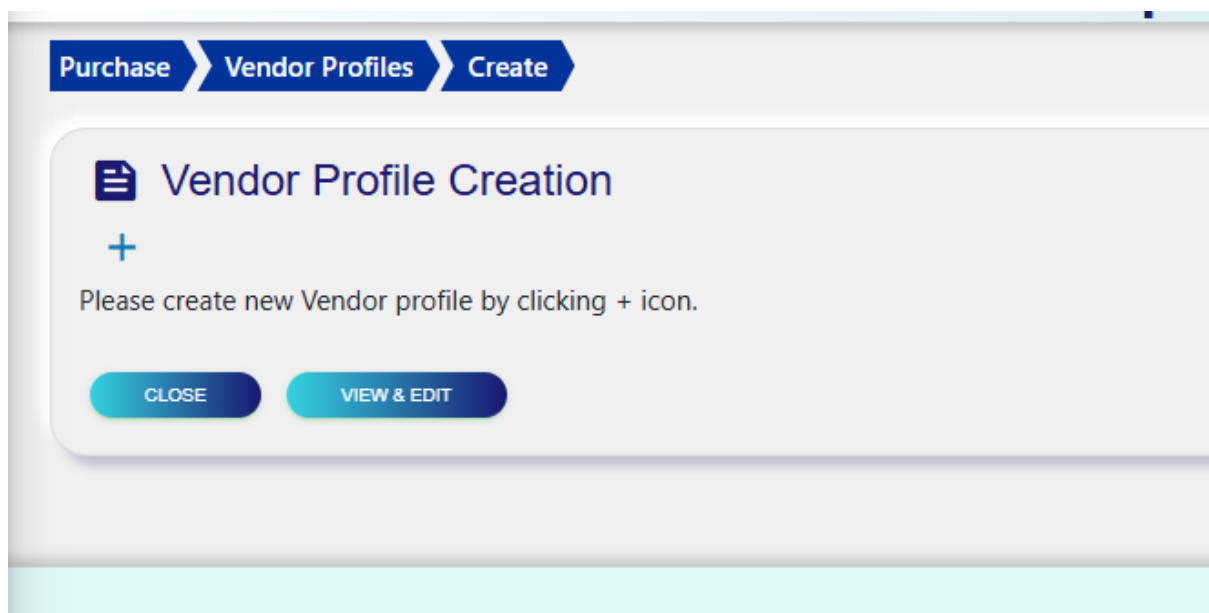 Purchase Vendor Profiles Create
Vendor Profile Creation
+
Please create new Vendor profile by clicking + icon.
CLOSE VIEW & EDIT